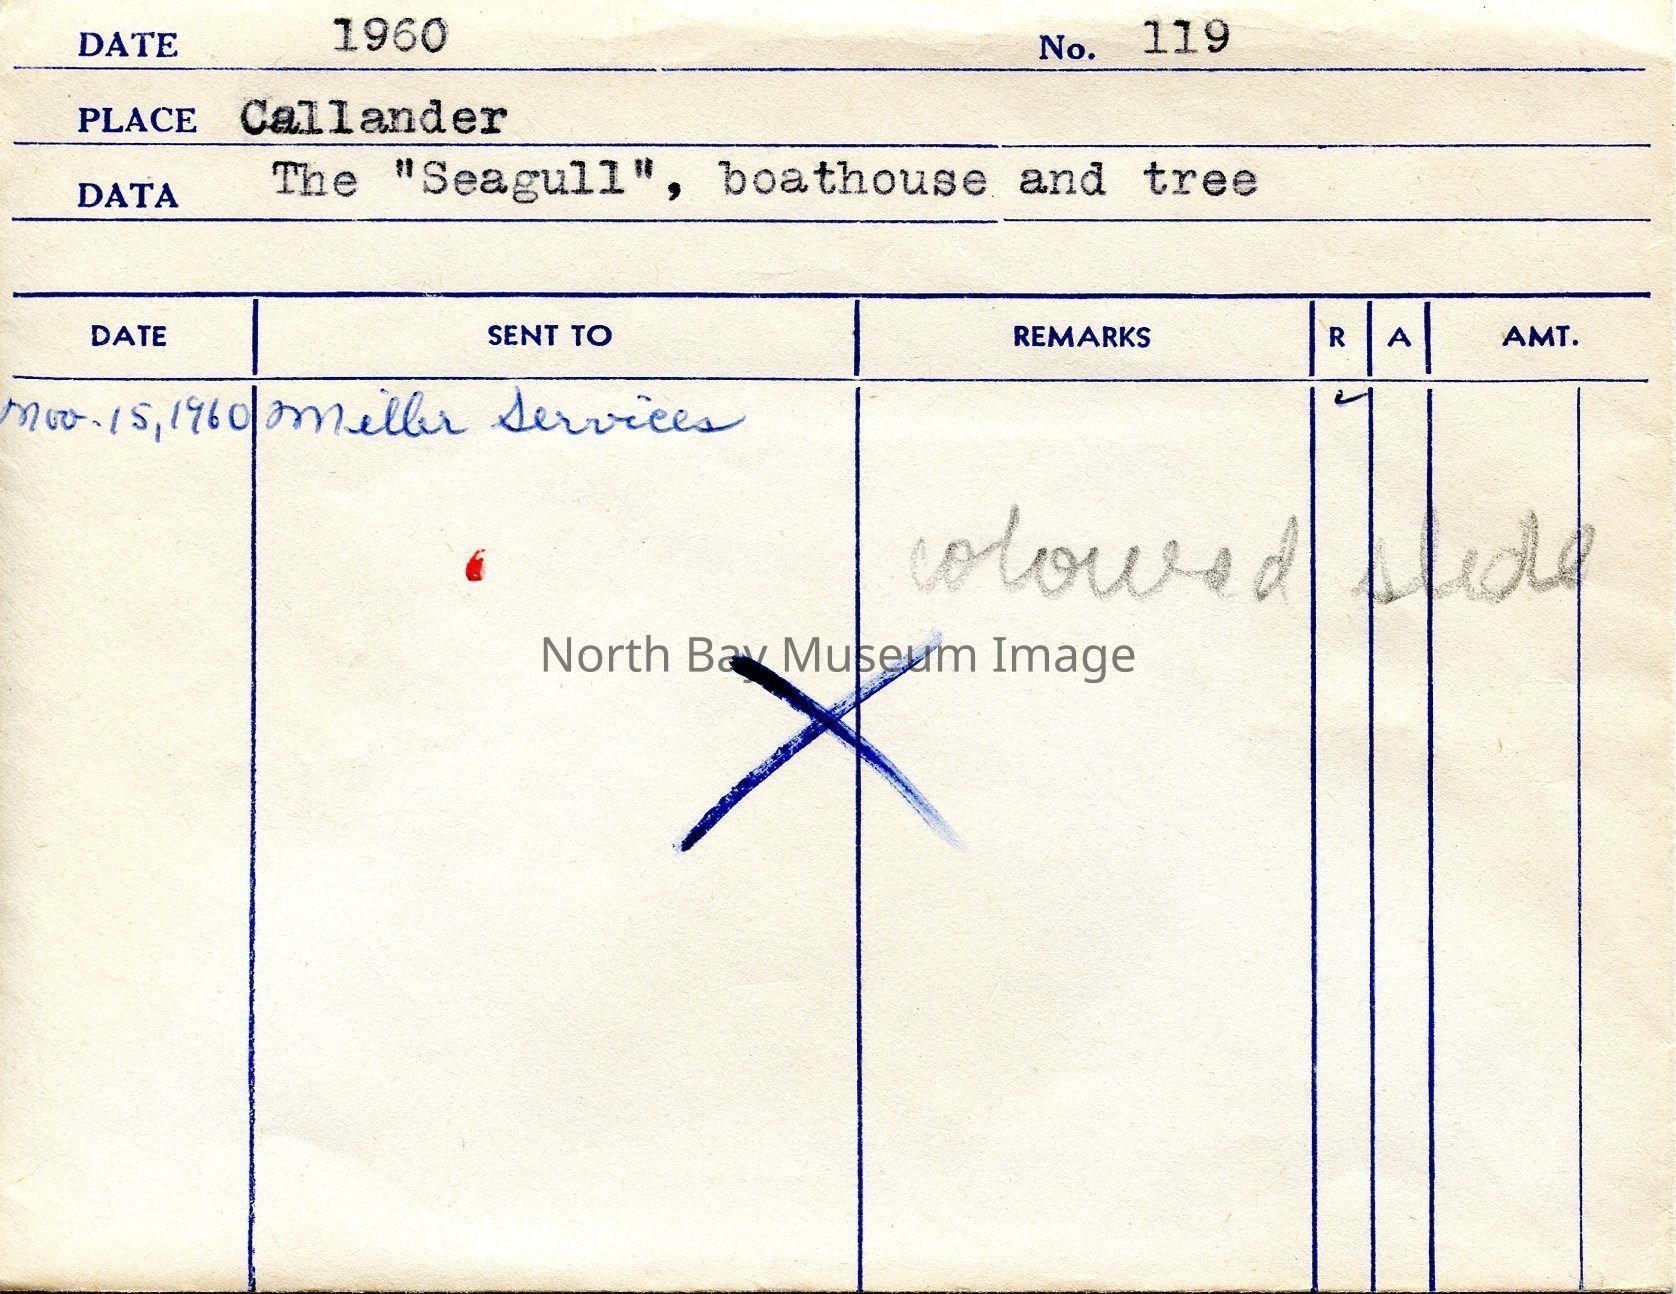 DATE 1960 No. 119
PLACE Callander
DATA The "Seagull", boathouse and tree
DATE SENT TO REMARKS R A AMT.
Nov. 15, 1960 Miller Services
coloured slide
North Bay Museum Image